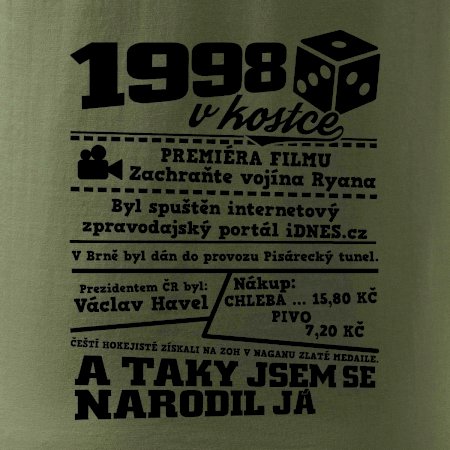 1998
v kostce
PREMIÉRA FILMU
Zachraňte vojína Ryana
Byl spuštěn internetový
zpravodajský portál iDNES.cz
V Brně byl dán do provozu Pisárecký tunel.
Prezidentem ČR byl:
Václav Havel
Nákup:
CHLEBA ... 15,80 KČ
PIVO
7,20 KČ
ČEŠTÍ HOKEJISTÉ ZÍSKALI NA ZOH V NAGANU ZLATÉ MEDAILE.
A TAKY JSEM SE
NARODIL JÁ